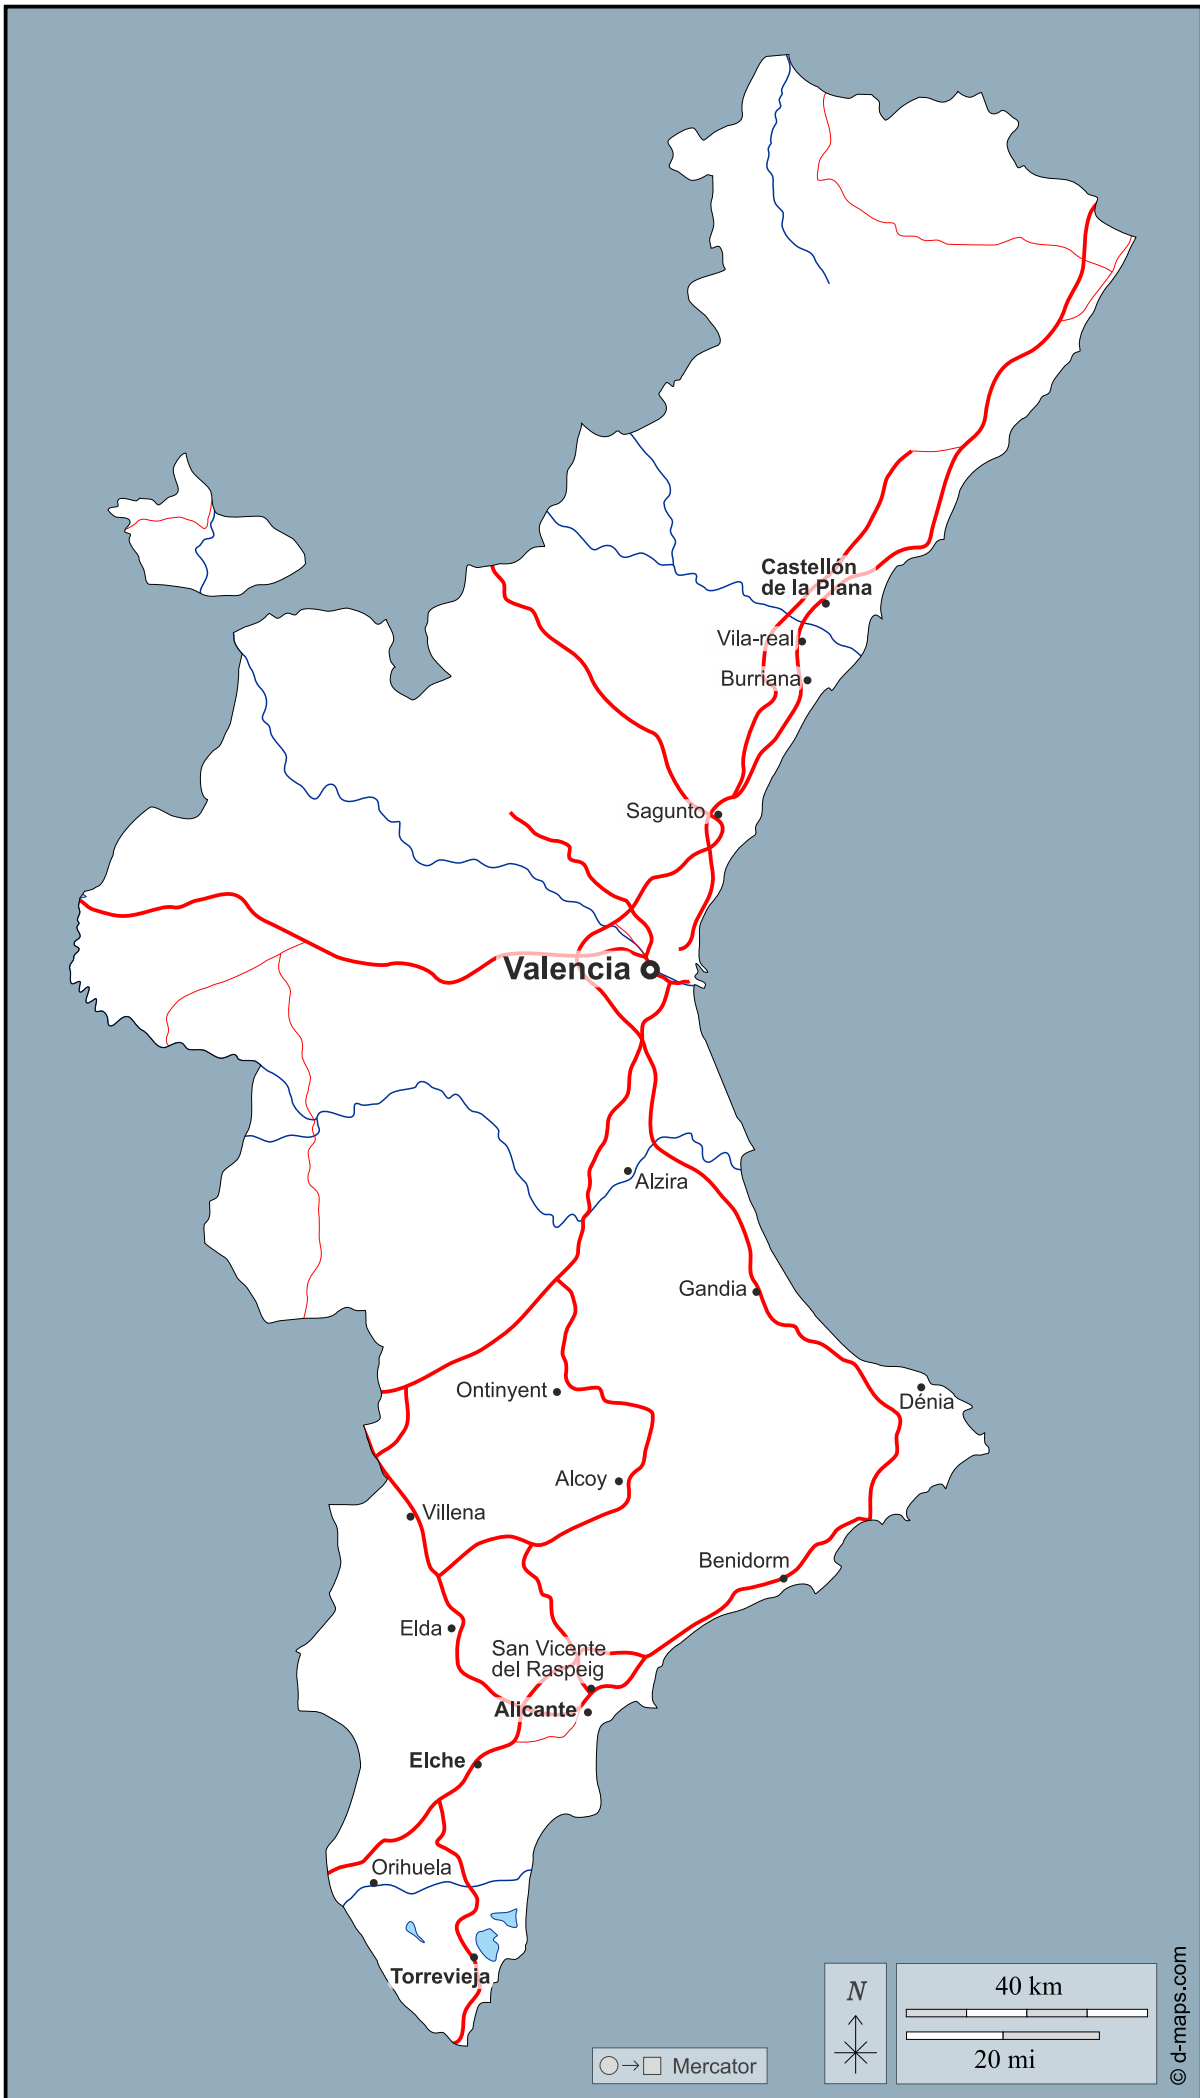 Castellón
de la Plana
Vila-real
Burriana
Sagunto
Valencia
Alzira
Gandia
Ontinyent
Dénia
Alcoy
Villena
Benidorm
Elda
San Vicente
del Raspeig
Alicante
Elche
Orihuela
Torrevieja
N
40 km
20 mi
Mercator
© d-maps.com